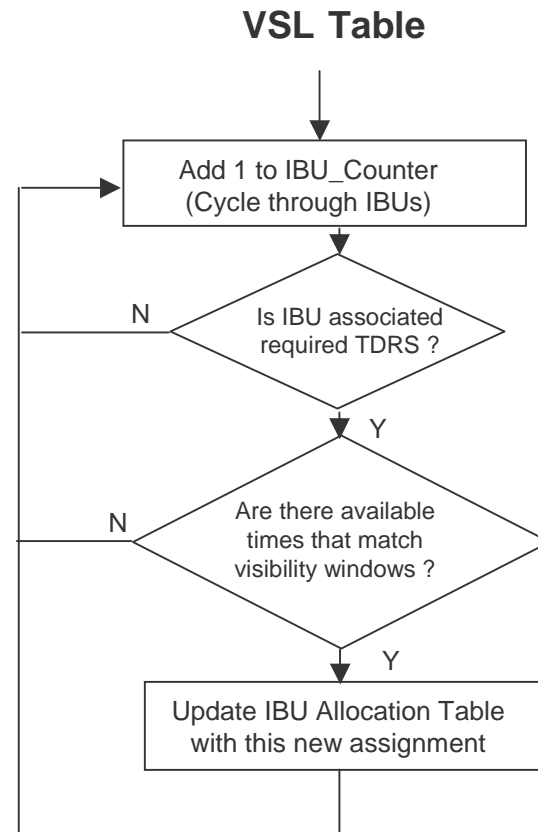 VSL Table
Add 1 to IBU_Counter
(Cycle through IBUs)
N
Is IBU associated
required TDRS ?
Y
N
Are there available
times that match
visibility windows ?
Y
Update IBU Allocation Table
with this new assignment